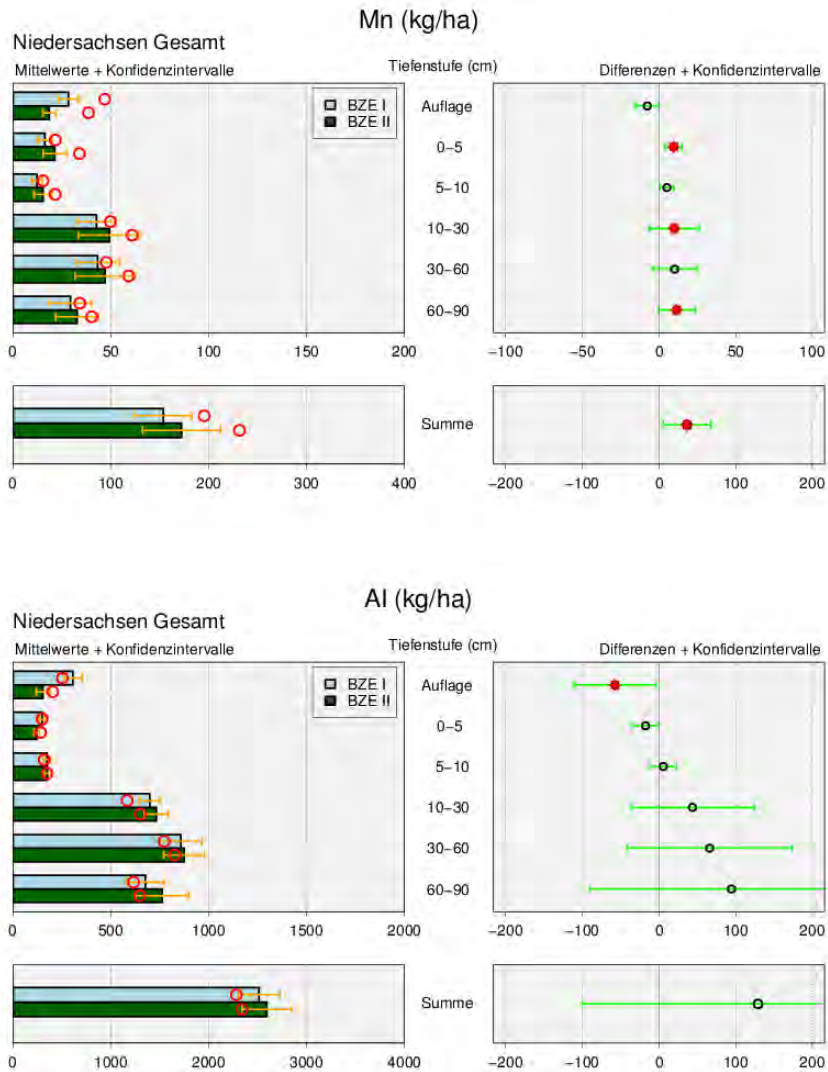 Mn (kg/ha)
Niedersachsen Gesamt
Mittelwerte + Konfidenzintervalle
Tiefenstufe (cm)
Differenzen + Konfidenzintervalle
BZE I
BZE II
Auflage
0−5
5−10
10−30
30−60
60−90
0 50 100 150 200
−100 −50 0 50 100
Summe
0 100 200 300 400
−200 −100 0 100 200
Al (kg/ha)
Niedersachsen Gesamt
Mittelwerte + Konfidenzintervalle
Tiefenstufe (cm)
Differenzen + Konfidenzintervalle
BZE I
BZE II
Auflage
0−5
5−10
10−30
30−60
60−90
0 500 1000 1500 2000
−200 −100 0 100 200
Summe
0 1000 2000 3000 4000
−200 −100 0 100 200